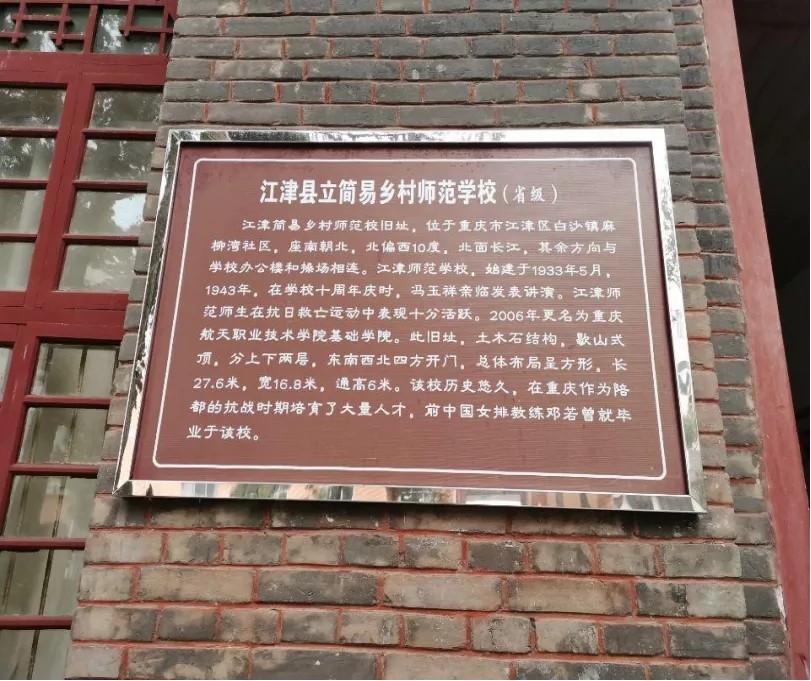 江津县立简易乡村师范学校（省级）
江津简易乡村师范校旧址，位于重庆市江津区白沙镇麻
柳湾社区，座南朝北，北偏西10度，北面长江，其余方向与
学校办公楼和操场相连。江津师范学校，始建于1933年5月，
1943年，在学校十周年庆时，冯玉祥亲临发表讲演。江津师
范师生在抗日救亡运动中表现十分活跃。2006年更名为重庆
航天职业技术学院基础学院。此旧址，土木石结构，歇山式
顶，分上下两层，东南西北四方开门，总体布局呈方形，长
27.6米，宽16.8米，通高6米。该校历史悠久，在重庆作为陪
都的抗战时期培育了大量人才，前中国女排教练邓若曾就毕
业于该校。